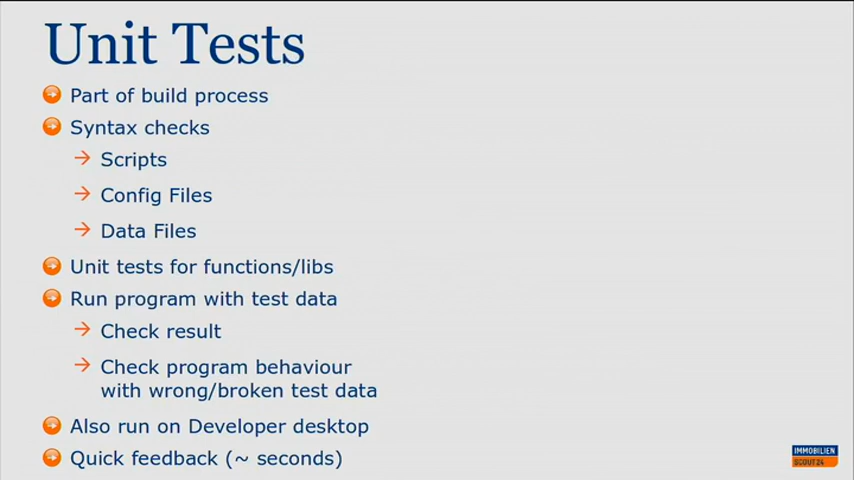 Unit Tests
Part of build process
Syntax checks
Scripts
Config Files
Data Files
Unit tests for functions/libs
Run program with test data
Check result
Check program behaviour
with wrong/broken test data
Also run on Developer desktop
Quick feedback (~ seconds)
IMMOBILIEN
SCOUT24